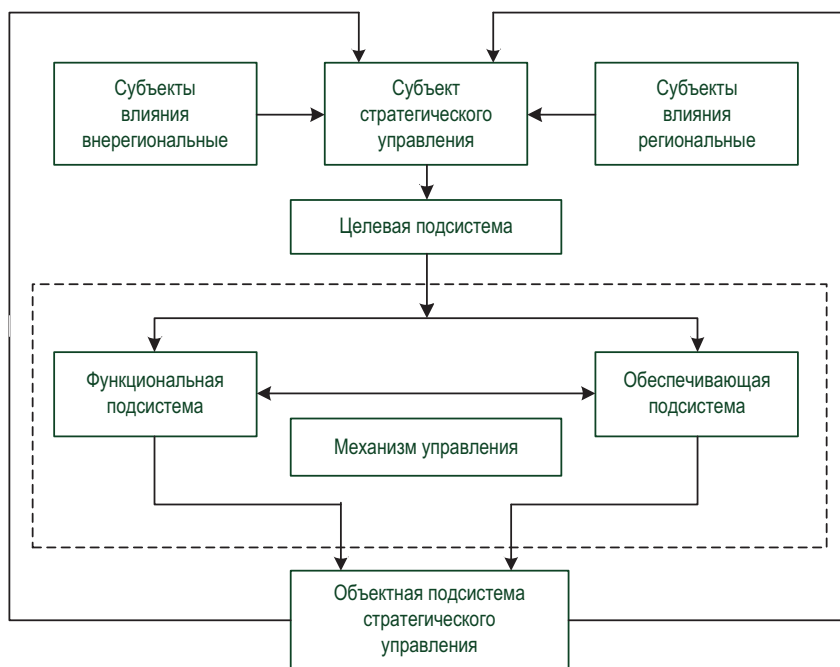 Субъекты
влияния
внерегиональные
Субъект
стратегического
управления
Субъекты
влияния
региональные
Целевая подсистема
Функциональная
подсистема
Обеспечивающая
подсистема
Механизм управления
Объектная подсистема
стратегического
управления